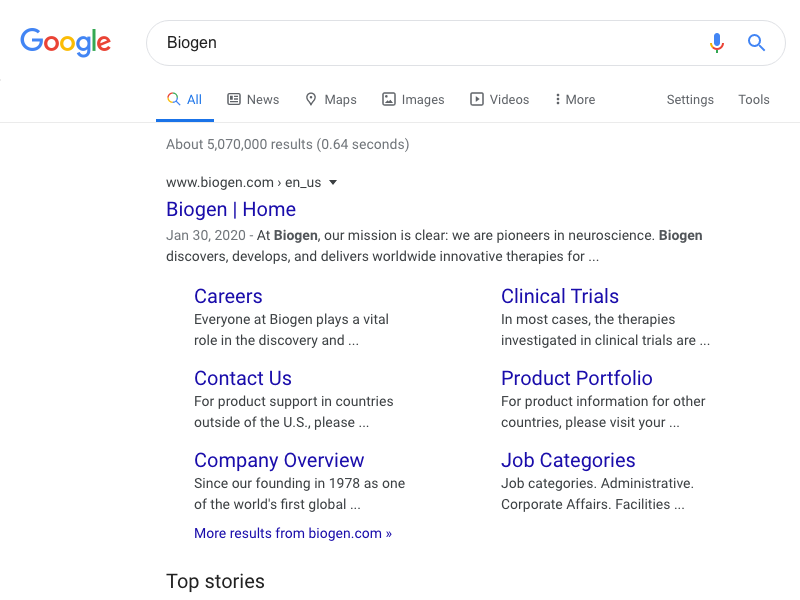 Google
Biogen
All News Maps Images Videos More Settings Tools
About 5,070,000 results (0.64 seconds)
www.biogen.com › en_us
Biogen | Home
Jan 30, 2020 - At Biogen, our mission is clear: we are pioneers in neuroscience. Biogen
discovers, develops, and delivers worldwide innovative therapies for ...
Careers
Everyone at Biogen plays a vital
role in the discovery and ...
Clinical Trials
In most cases, the therapies
investigated in clinical trials are ...
Contact Us
For product support in countries
outside of the U.S., please ...
Product Portfolio
For product information for other
countries, please visit your ...
Company Overview
Since our founding in 1978 as one
of the world's first global ...
Job Categories
Job categories. Administrative.
Corporate Affairs. Facilities ...
More results from biogen.com »
Top stories